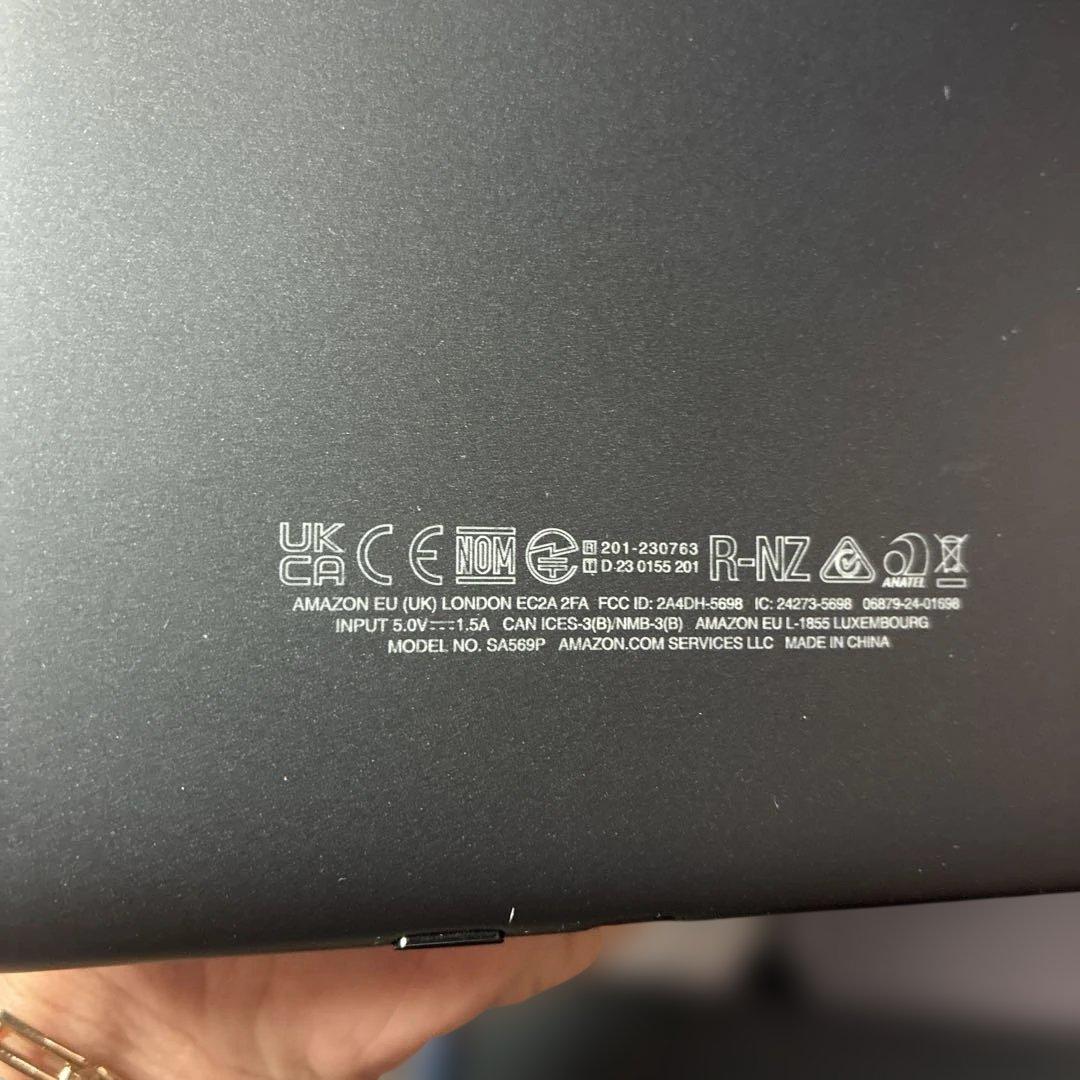 UK CA CE NOM R 201-230763 R-NZ ANATEL
T D 23 0155 201
AMAZON EU (UK) LONDON EC2A 2FA FCC ID: 2A4DH-5698 IC: 24273-5698 06879-24-01698
INPUT 5.0V⎓1.5A CAN ICES-3(B)/NMB-3(B) AMAZON EU L-1855 LUXEMBOURG
MODEL NO. SA569P AMAZON.COM SERVICES LLC MADE IN CHINA